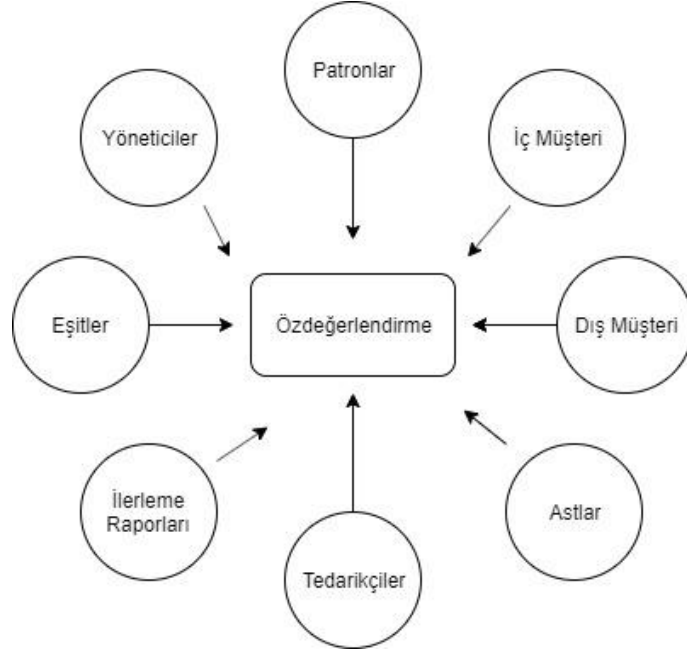 Patronlar
Yöneticiler
İç Müşteri
Eşitler
Özdeğerlendirme
Dış Müşteri
İlerleme
Raporları
Astlar
Tedarikçiler